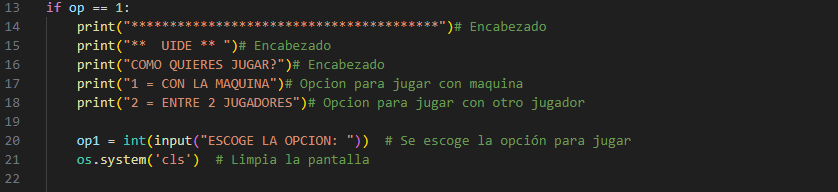 13 if op == 1:
14     print("****************************************")# Encabezado
15     print("**  UIDE ** ")# Encabezado
16     print("COMO QUIERES JUGAR?")# Encabezado
17     print("1 = CON LA MAQUINA")# Opcion para jugar con maquina
18     print("2 = ENTRE 2 JUGADORES")# Opcion para jugar con otro jugador
19
20     op1 = int(input("ESCOGE LA OPCION: "))  # Se escoge la opción para jugar
21     os.system('cls')  # Limpia la pantalla
22